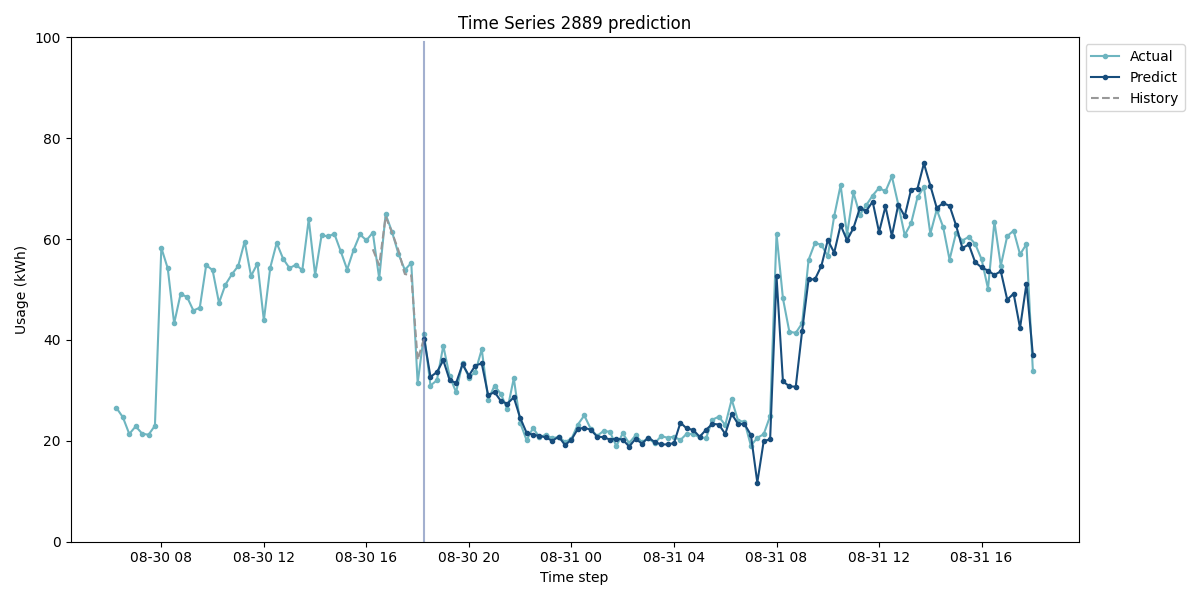 Time Series 2889 prediction
100
80
60
40
20
0
Usage (kWh)
08-30 08
08-30 12
08-30 16
08-30 20
08-31 00
08-31 04
08-31 08
08-31 12
08-31 16
Time step
Actual
Predict
History